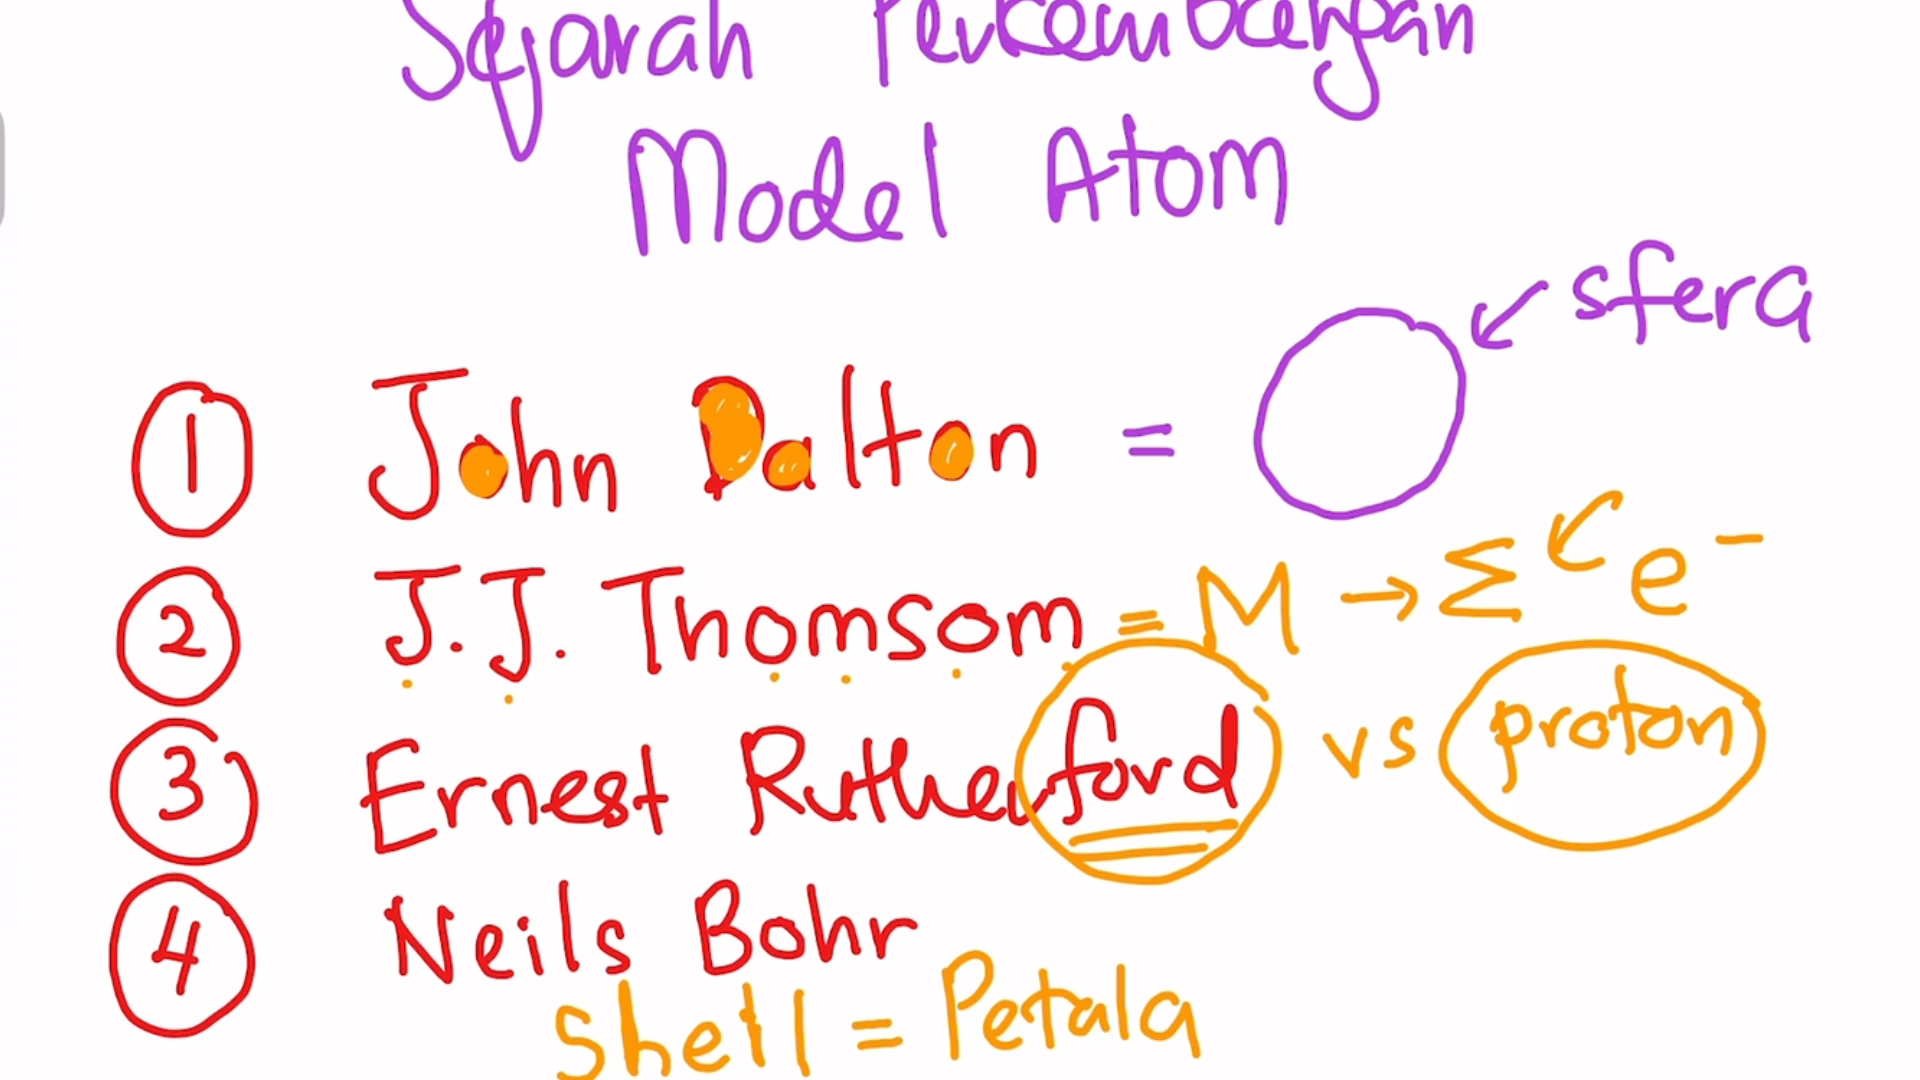 Sejarah Perkembangan
Model Atom
sfera
1 John Dalton =
2 J.J. Thomsom = M → Σ e⁻
3 Ernest Rutherford vs proton
4 Neils Bohr
Shell = Petala